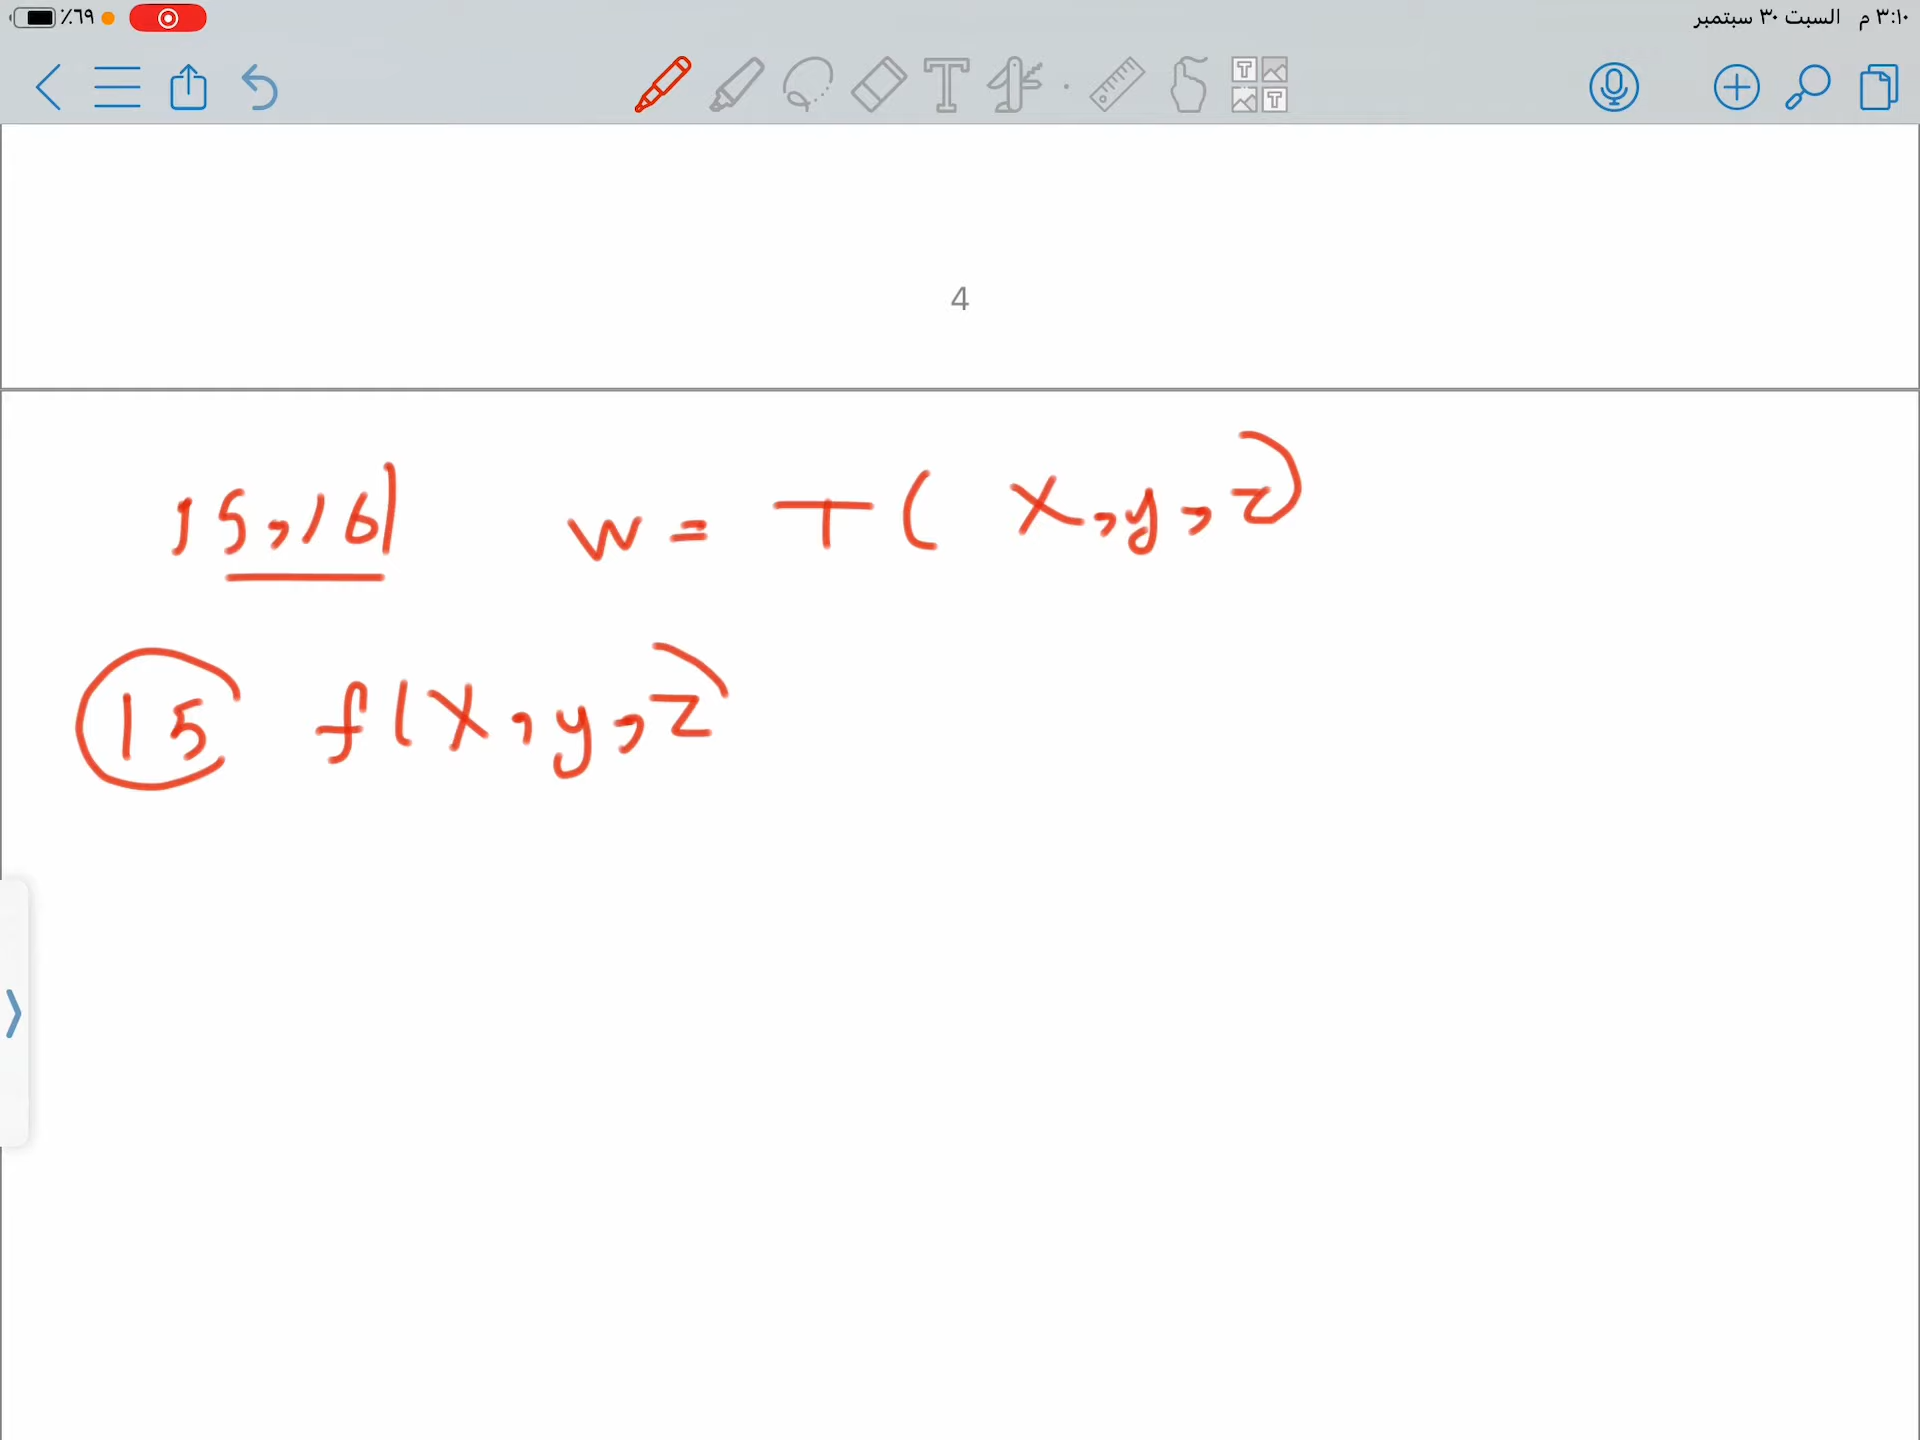 ٪٦٩ السبت ٣٠ سبتمبر ٣:١٠ م
4
15,16| w = T( x,y,z)
15 f(x,y,z)